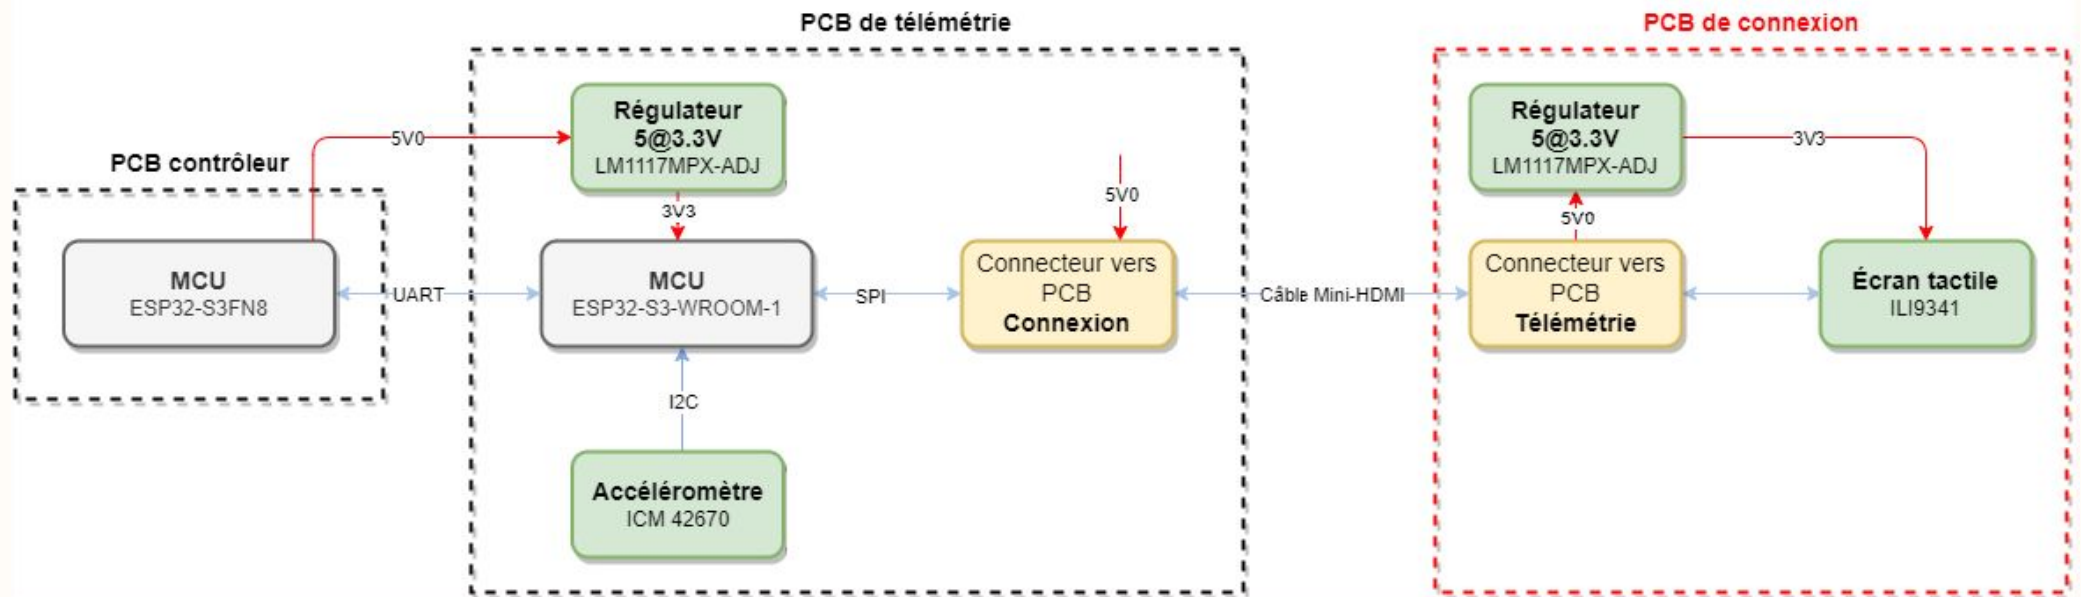 PCB de télémétrie
PCB de connexion
PCB contrôleur
5V0
Régulateur
5@3.3V
LM1117MPX-ADJ
3V3
5V0
Régulateur
5@3.3V
LM1117MPX-ADJ
3V3
5V0
MCU
ESP32-S3FN8
UART
MCU
ESP32-S3-WROOM-1
SPI
Connecteur vers
PCB
Connexion
Câble Mini-HDMI
Connecteur vers
PCB
Télémétrie
Écran tactile
ILI9341
I2C
Accéléromètre
ICM 42670